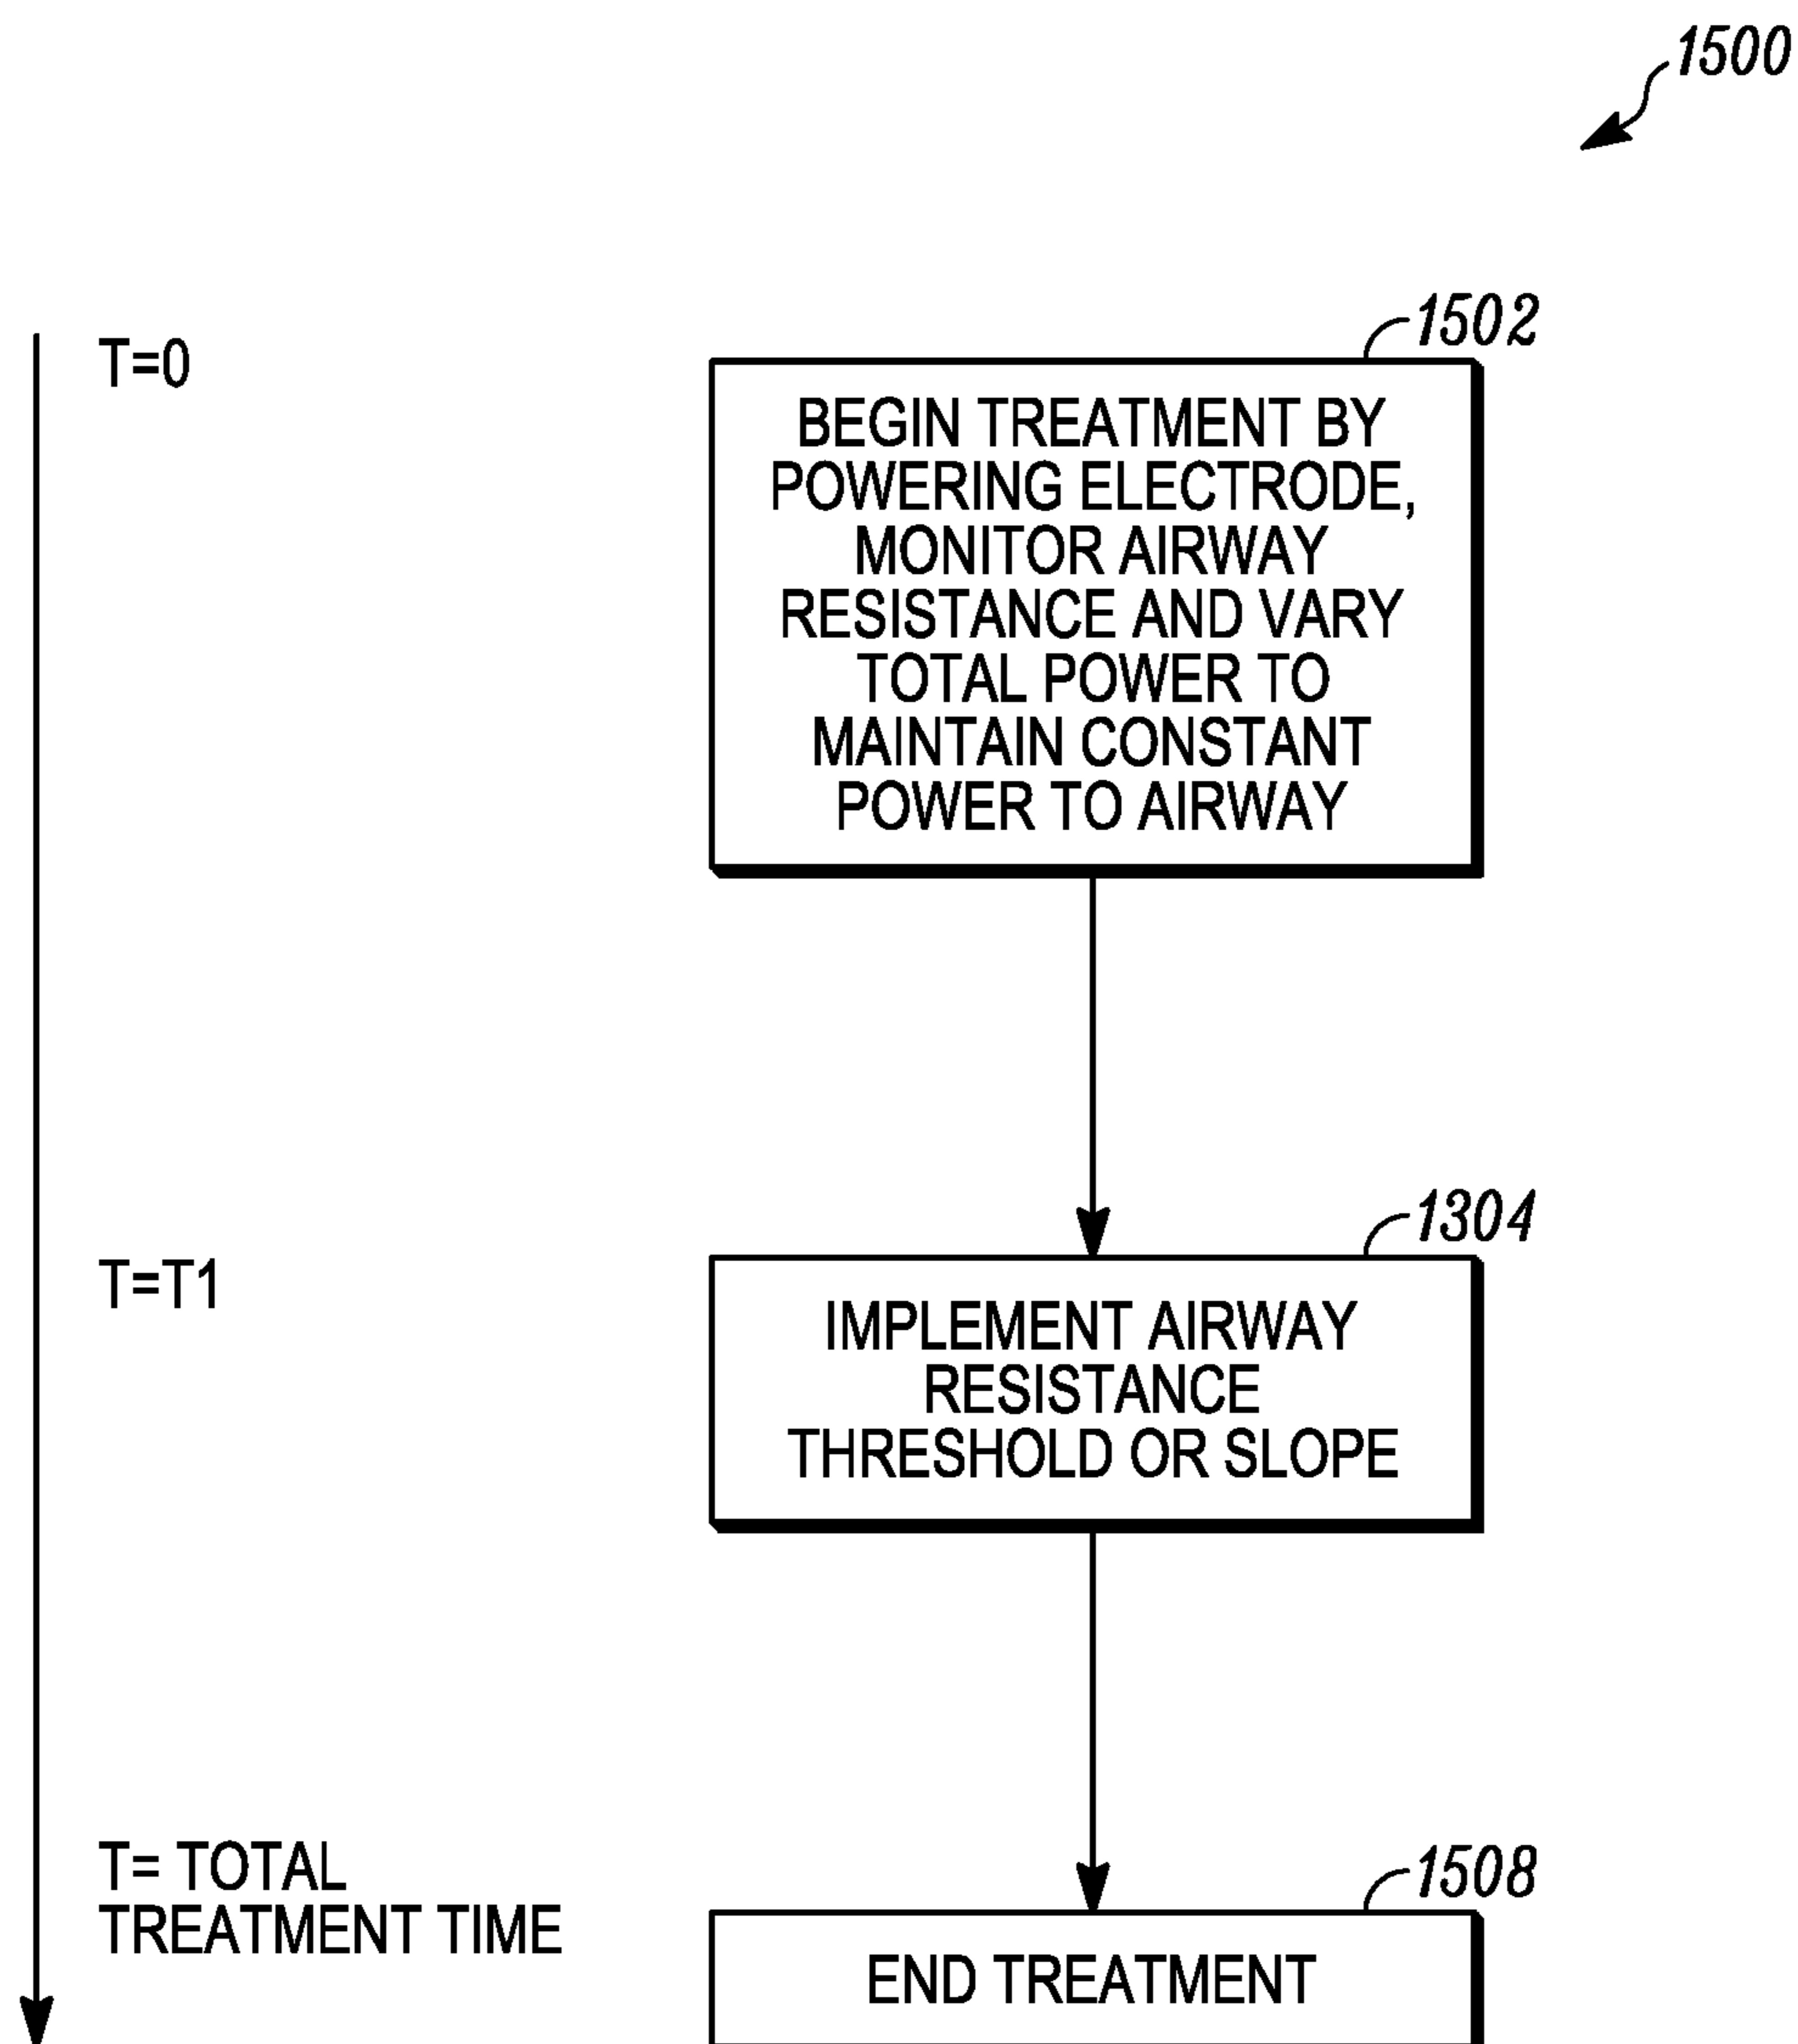 1500
T=0
1502
BEGIN TREATMENT BY
POWERING ELECTRODE,
MONITOR AIRWAY
RESISTANCE AND VARY
TOTAL POWER TO
MAINTAIN CONSTANT
POWER TO AIRWAY
T=T1
1304
IMPLEMENT AIRWAY
RESISTANCE
THRESHOLD OR SLOPE
T= TOTAL
TREATMENT TIME
1508
END TREATMENT